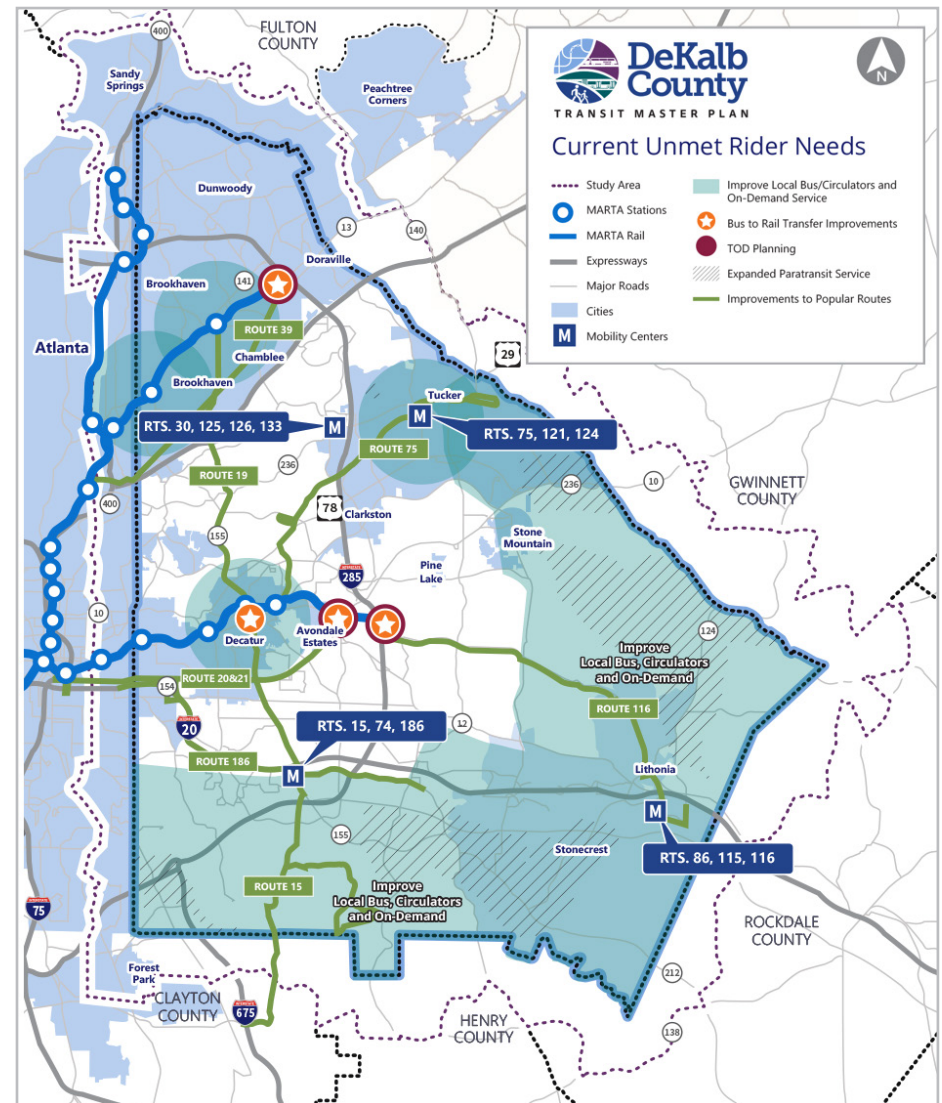 FULTON
COUNTY
400
Sandy
Springs
Peachtree
Corners
DeKalb
County
TRANSIT MASTER PLAN
N
Current Unmet Rider Needs
Study Area
MARTA Stations
MARTA Rail
Expressways
Major Roads
Cities
M
Mobility Centers
Improve Local Bus/Circulators and
On-Demand Service
Bus to Rail Transfer Improvements
TOD Planning
Expanded Paratransit Service
Improvements to Popular Routes
Dunwoody
13
140
Doraville
Brookhaven
141
ROUTE 39
Atlanta
Chamblee
29
Brookhaven
Tucker
RTS. 30, 125, 126, 133
M
M
RTS. 75, 121, 124
ROUTE 75
ROUTE 19
236
236
10
GWINNETT
COUNTY
400
78
Clarkston
155
Stone
Mountain
Pine
Lake
285
10
Decatur
Avondale
Estates
124
Improve
Local Bus, Circulators
and On-Demand
ROUTE 20&21
154
20
ROUTE 116
RTS. 15, 74, 186
12
ROUTE 186
M
Lithonia
M
155
Stonecrest
RTS. 86, 115, 116
ROUTE 15
Improve
Local Bus, Circulators
and On-Demand
75
ROCKDALE
COUNTY
Forest
Park
212
CLAYTON
COUNTY
675
HENRY
COUNTY
138